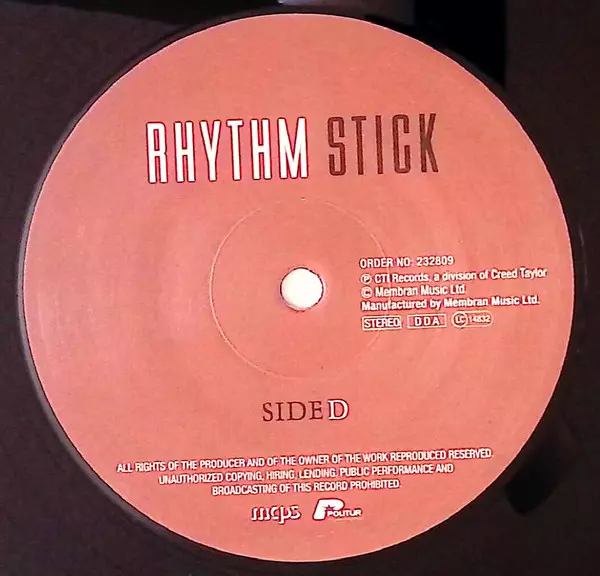 RHYTHM STICK
ORDER NO: 232809
Ⓟ CTI Records, a division of Creed Taylor
© Membran Music Ltd.
Manufactured by Membran Music Ltd.
STEREO DDA LC 14832
SIDE D
ALL RIGHTS OF THE PRODUCER AND OF THE OWNER OF THE WORK REPRODUCED RESERVED.
UNAUTHORIZED COPYING, HIRING, LENDING, PUBLIC PERFORMANCE AND
BROADCASTING OF THIS RECORD PROHIBITED.
mcps POLITUR